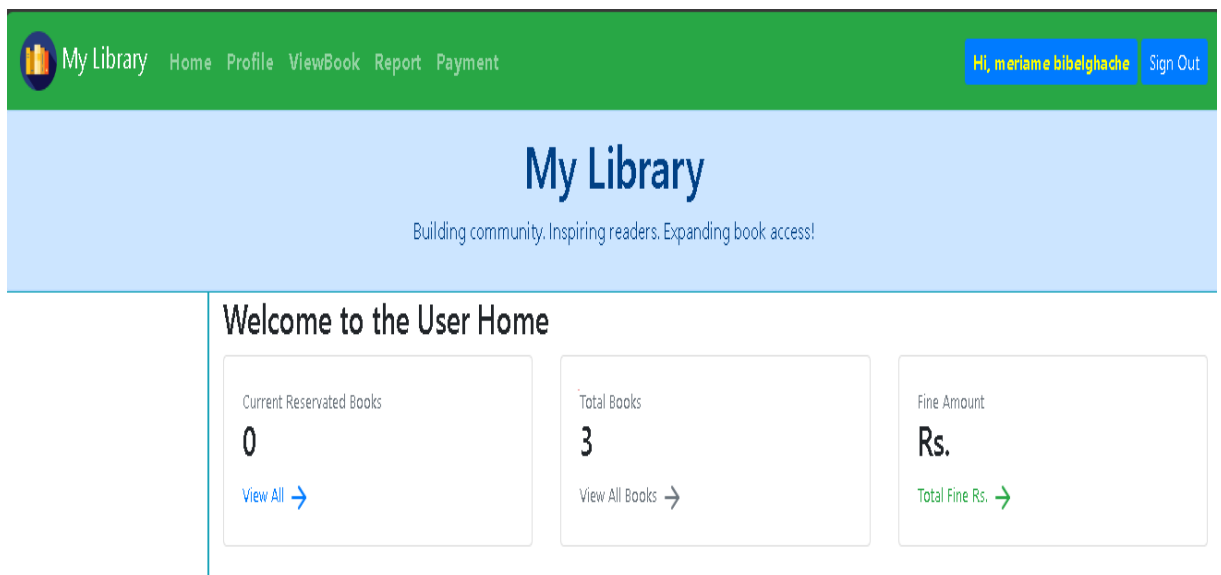 My Library Home Profile ViewBook Report Payment Hi, meriame bibelghache Sign Out
My Library
Building community. Inspiring readers. Expanding book access!
Welcome to the User Home
Current Reservated Books
0
View All
Total Books
3
View All Books
Fine Amount
Rs.
Total Fine Rs.